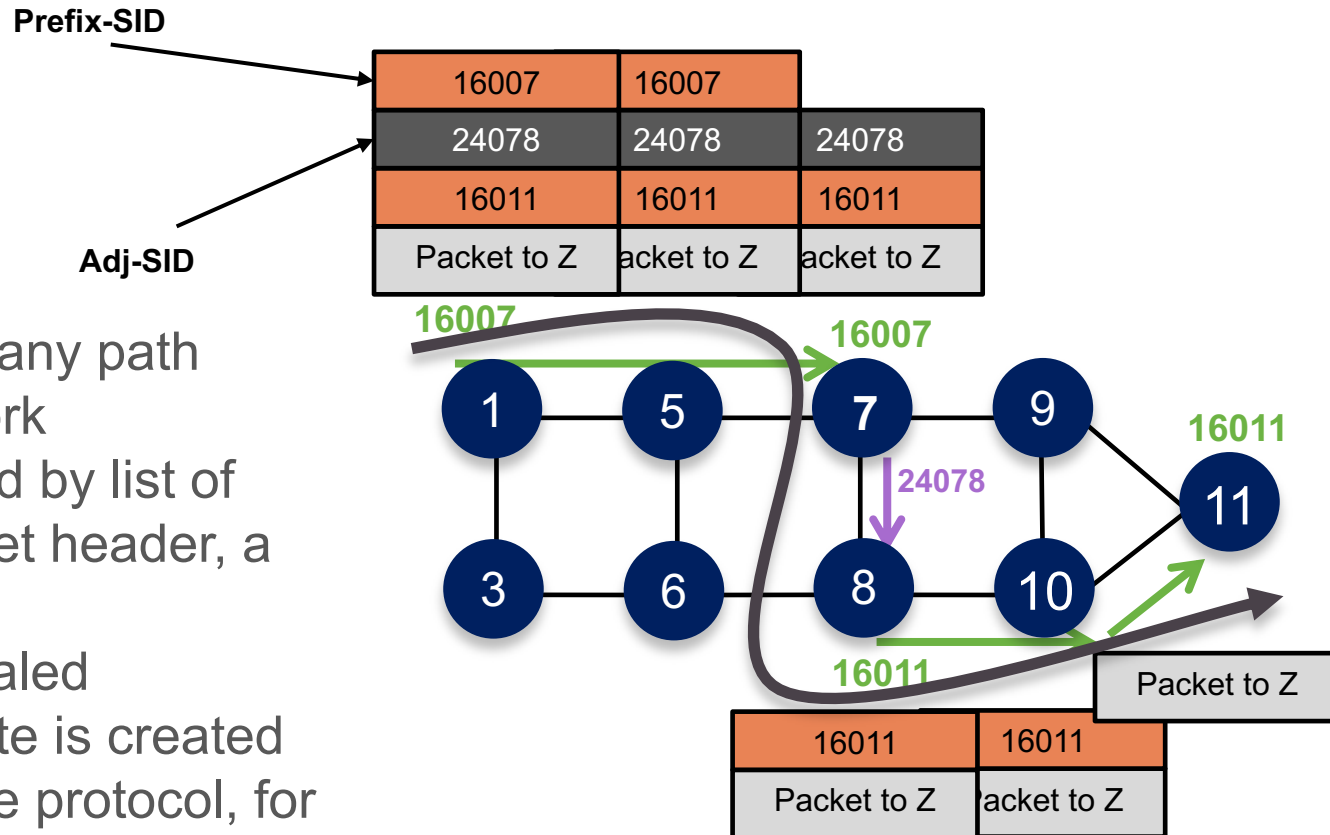 Prefix-SID
16007 16007
24078 24078 24078
Adj-SID
16011 16011 16011
Packet to Z acket to Z acket to Z
any path
rk
d by list of
et header, a
aled
te is created
e protocol, for
16007
16007
1 5 7 9
16011
24078
11
3 6 8 10
16011
Packet to Z
16011 16011
Packet to Z acket to Z